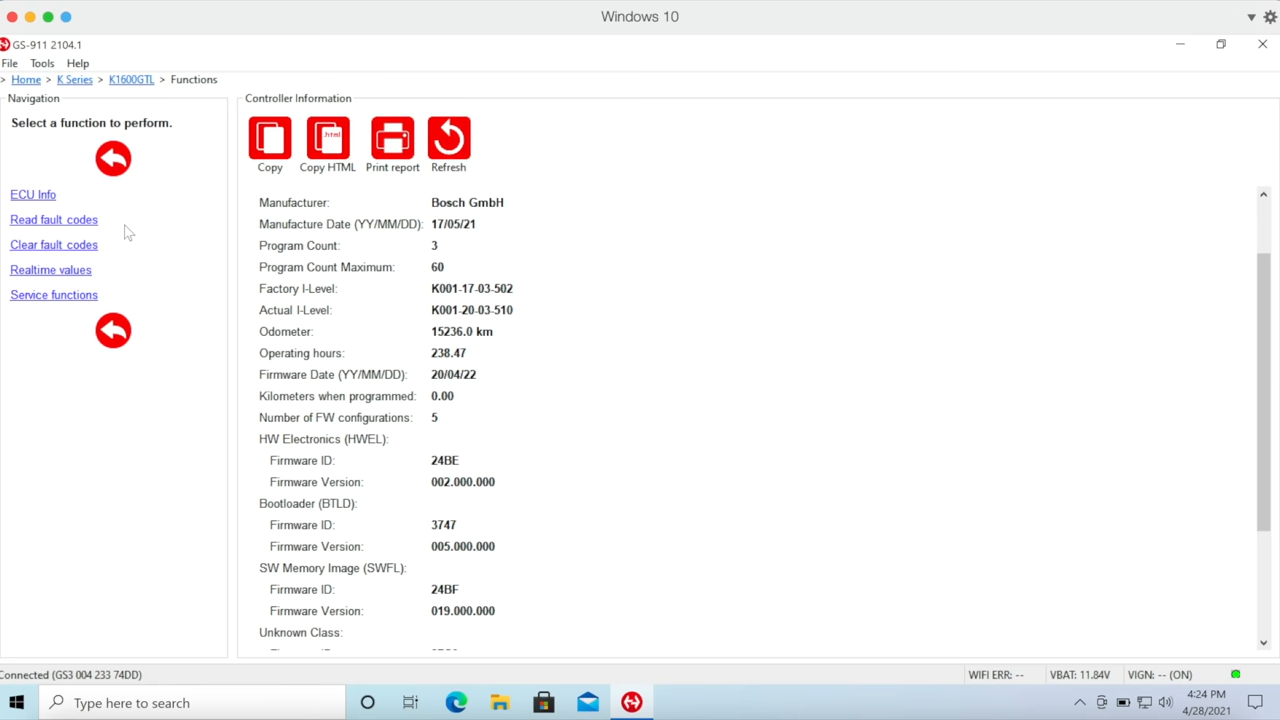 Windows 10
GS-911 2104.1
File Tools Help
> Home > K Series > K1600GTL > Functions
Navigation
Select a function to perform.
ECU Info
Read fault codes
Clear fault codes
Realtime values
Service functions
Controller Information
.html
Copy Copy HTML Print report Refresh
Manufacturer: Bosch GmbH
Manufacture Date (YY/MM/DD): 17/05/21
Program Count: 3
Program Count Maximum: 60
Factory I-Level: K001-17-03-502
Actual I-Level: K001-20-03-510
Odometer: 15236.0 km
Operating hours: 238.47
Firmware Date (YY/MM/DD): 20/04/22
Kilometers when programmed: 0.00
Number of FW configurations: 5
HW Electronics (HWEL):
Firmware ID: 24BE
Firmware Version: 002.000.000
Bootloader (BTLD):
Firmware ID: 3747
Firmware Version: 005.000.000
SW Memory Image (SWFL):
Firmware ID: 24BF
Firmware Version: 019.000.000
Unknown Class:
Connected (GS3 004 233 74DD) WIFI ERR: -- VBAT: 11.84V VIGN: -- (ON)
Type here to search
4:24 PM
4/28/2021